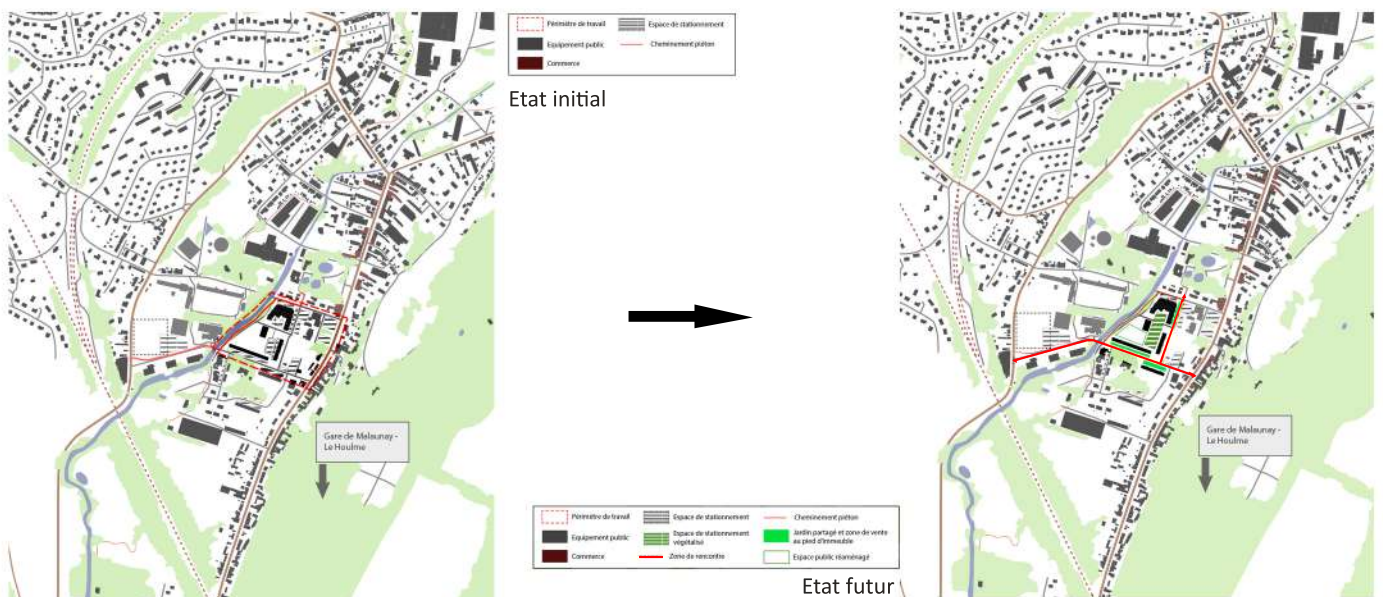 Périmètre de travail
Espace de stationnement
Equipement public
Cheminement piéton
Commerce
Etat initial
Gare de Malaunay -
Le Houlme
Gare de Malaunay -
Le Houlme
Périmètre de travail
Espace de stationnement
Cheminement piéton
Equipement public
Espace de stationnement
végétalisé
Jardin partagé et zone de vente
au pied d'immeuble
Commerce
Zone de rencontre
Espace public réaménagé
Etat futur